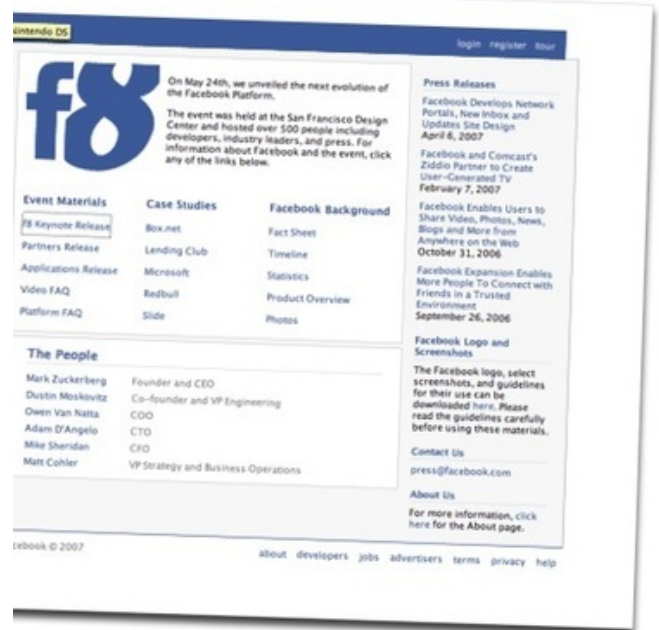 Nintendo DS
login register tour
f8
On May 24th, we unveiled the next evolution of
the Facebook Platform.
The event was held at the San Francisco Design
Center and hosted over 500 people including
developers, industry leaders, and press. For
information about Facebook and the event, click
any of the links below.
Event Materials
f8 Keynote Release
Partners Release
Applications Release
Video FAQ
Platform FAQ
Case Studies
Box.net
Lending Club
Microsoft
Redbull
Slide
Facebook Background
Fact Sheet
Timeline
Statistics
Product Overview
Photos
The People
Mark Zuckerberg Founder and CEO
Dustin Moskovitz Co-founder and VP Engineering
Owen Van Natta COO
Adam D'Angelo CTO
Mike Sheridan CFO
Matt Cohler VP Strategy and Business Operations
Press Releases
Facebook Develops Network
Portals, New Inbox and
Updates Site Design
April 6, 2007
Facebook and Comcast's
Ziddio Partner to Create
User-Generated TV
February 7, 2007
Facebook Enables Users to
Share Video, Photos, News,
Blogs and More from
Anywhere on the Web
October 31, 2006
Facebook Expansion Enables
More People To Connect with
Friends in a Trusted
Environment
September 26, 2006
Facebook Logo and
Screenshots
The Facebook logo, select
screenshots, and guidelines
for their use can be
downloaded here. Please
read the guidelines carefully
before using these materials.
Contact Us
press@facebook.com
About Us
For more information, click
here for the About page.
cebook © 2007
about developers jobs advertisers terms privacy help